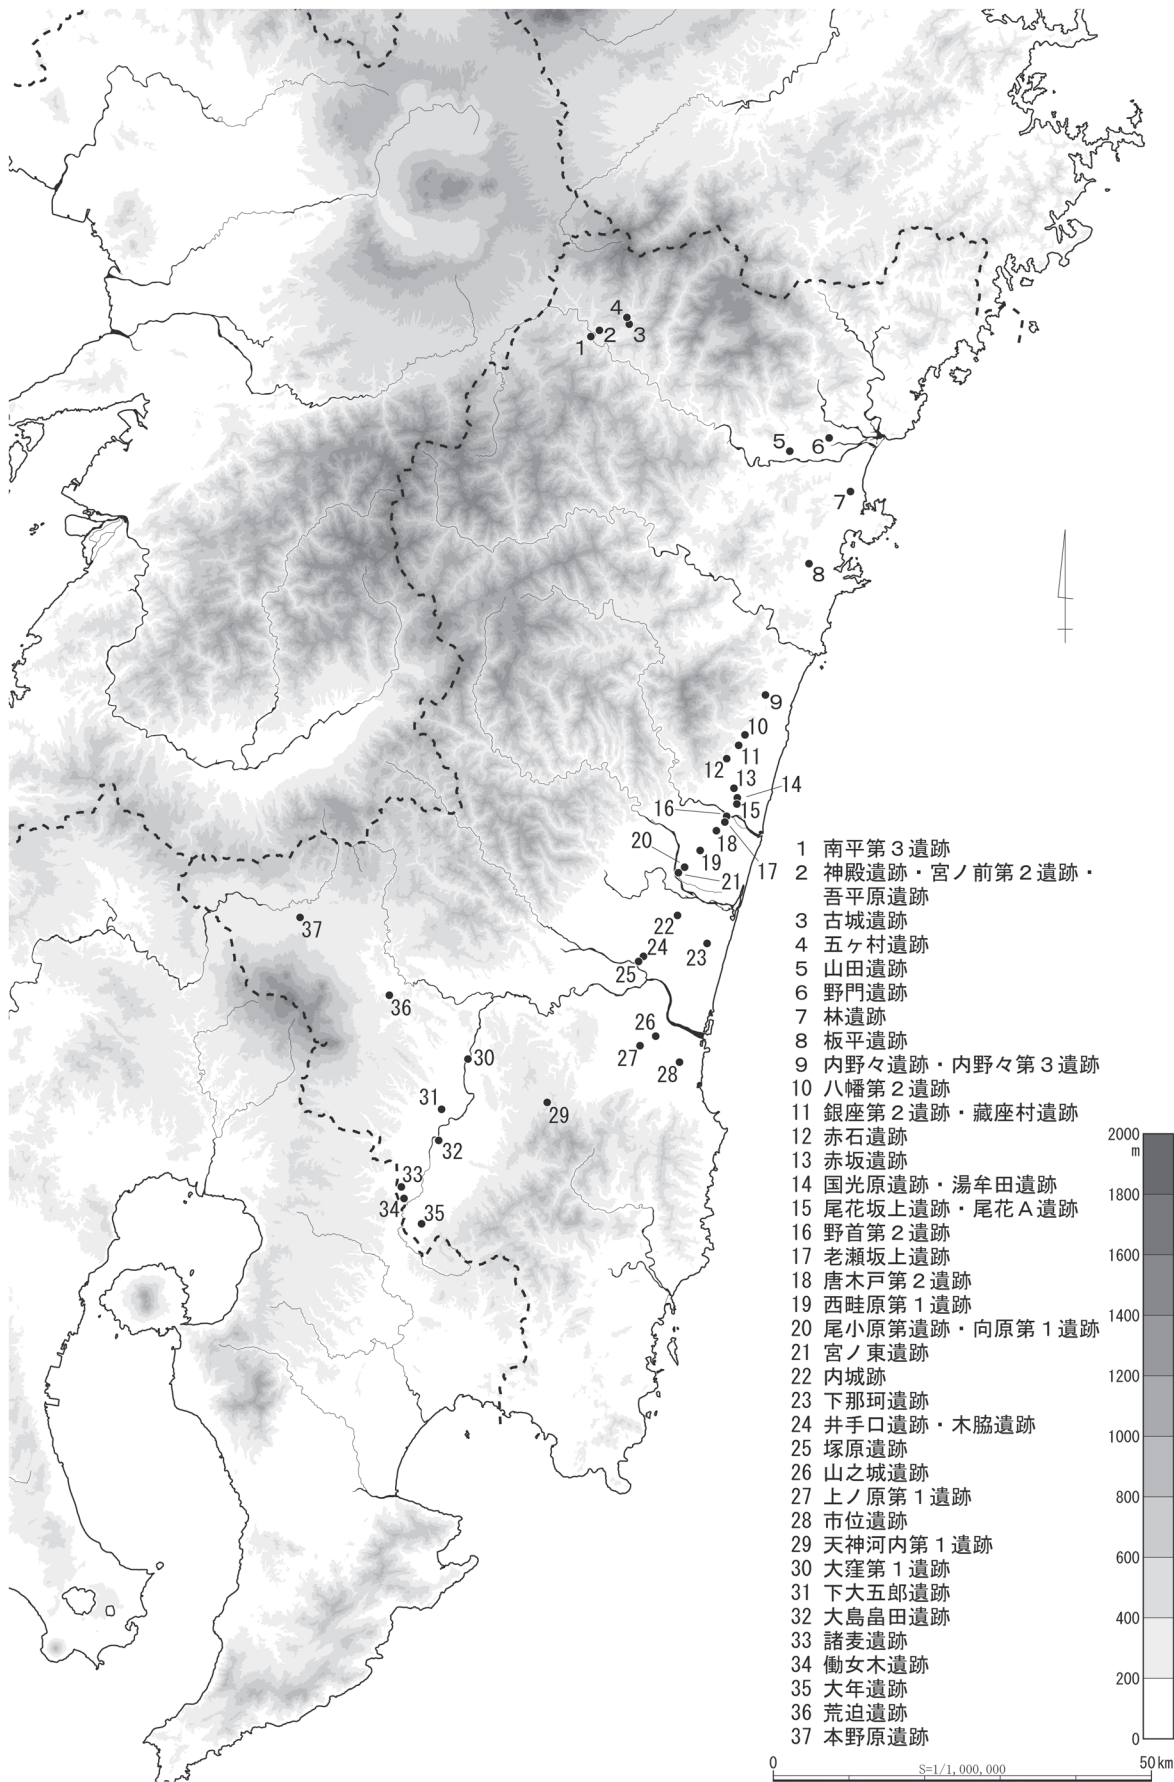 4
3
2
1
5
6
7
8
9
10
11
12
13
14
16
15
18
20
19
17
21
22
23
24
25
37
36
26
27
28
30
31
29
32
33
34
35
1 南平第３遺跡
2 神殿遺跡・宮ノ前第２遺跡・
吾平原遺跡
3 古城遺跡
4 五ヶ村遺跡
5 山田遺跡
6 野門遺跡
7 林遺跡
8 板平遺跡
9 内野々遺跡・内野々第３遺跡
10 八幡第２遺跡
11 銀座第２遺跡・藏座村遺跡
12 赤石遺跡
13 赤坂遺跡
14 国光原遺跡・湯牟田遺跡
15 尾花坂上遺跡・尾花Ａ遺跡
16 野首第２遺跡
17 老瀬坂上遺跡
18 唐木戸第２遺跡
19 西畦原第１遺跡
20 尾小原第遺跡・向原第１遺跡
21 宮ノ東遺跡
22 内城跡
23 下那珂遺跡
24 井手口遺跡・木脇遺跡
25 塚原遺跡
26 山之城遺跡
27 上ノ原第１遺跡
28 市位遺跡
29 天神河内第１遺跡
30 大窪第１遺跡
31 下大五郎遺跡
32 大島畠田遺跡
33 諸麦遺跡
34 働女木遺跡
35 大年遺跡
36 荒迫遺跡
37 本野原遺跡
2000
m
1800
1600
1400
1200
1000
800
600
400
200
0
0 S=1/1,000,000 50km